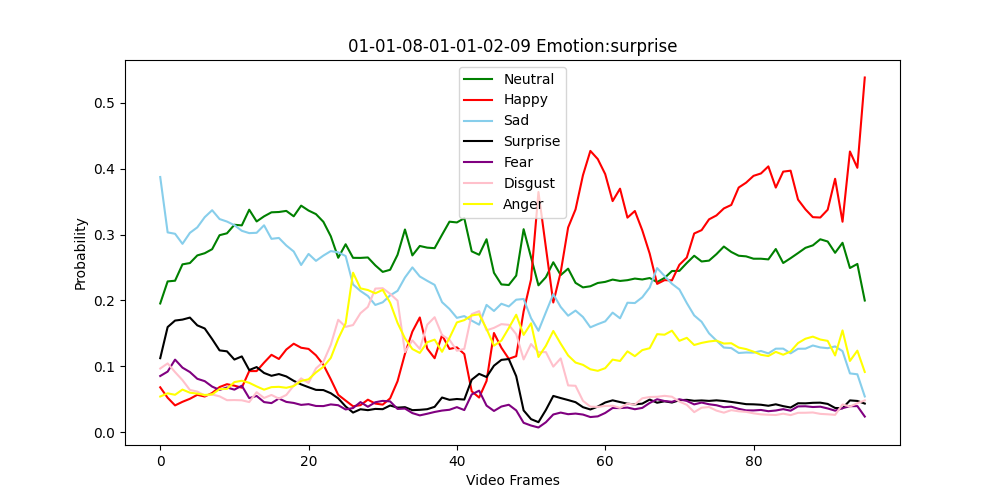 01-01-08-01-01-02-09 Emotion:surprise
Neutral
Happy
Sad
Surprise
Fear
Disgust
Anger
0.5
0.4
0.3
0.2
0.1
0.0
Probability
0 20 40 60 80
Video Frames